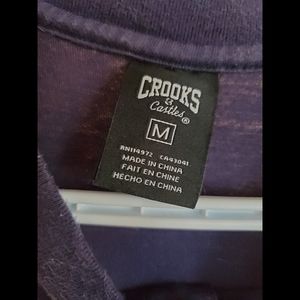 CROOKS
&
Castles®
M
RN114972 CA43041
MADE IN CHINA
FAIT EN CHINE
HECHO EN CHINA